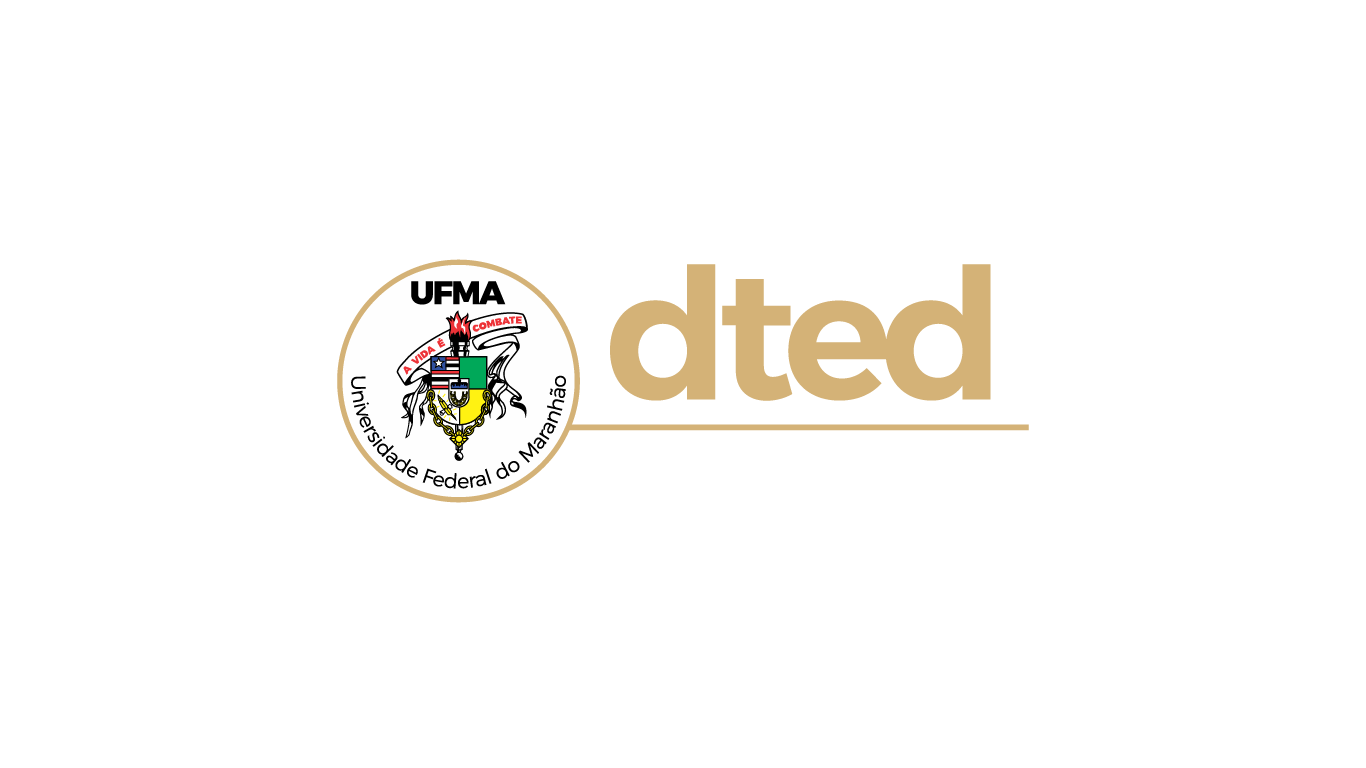 UFMA
A VIDA É COMBATE
Universidade Federal do Maranhão
dted